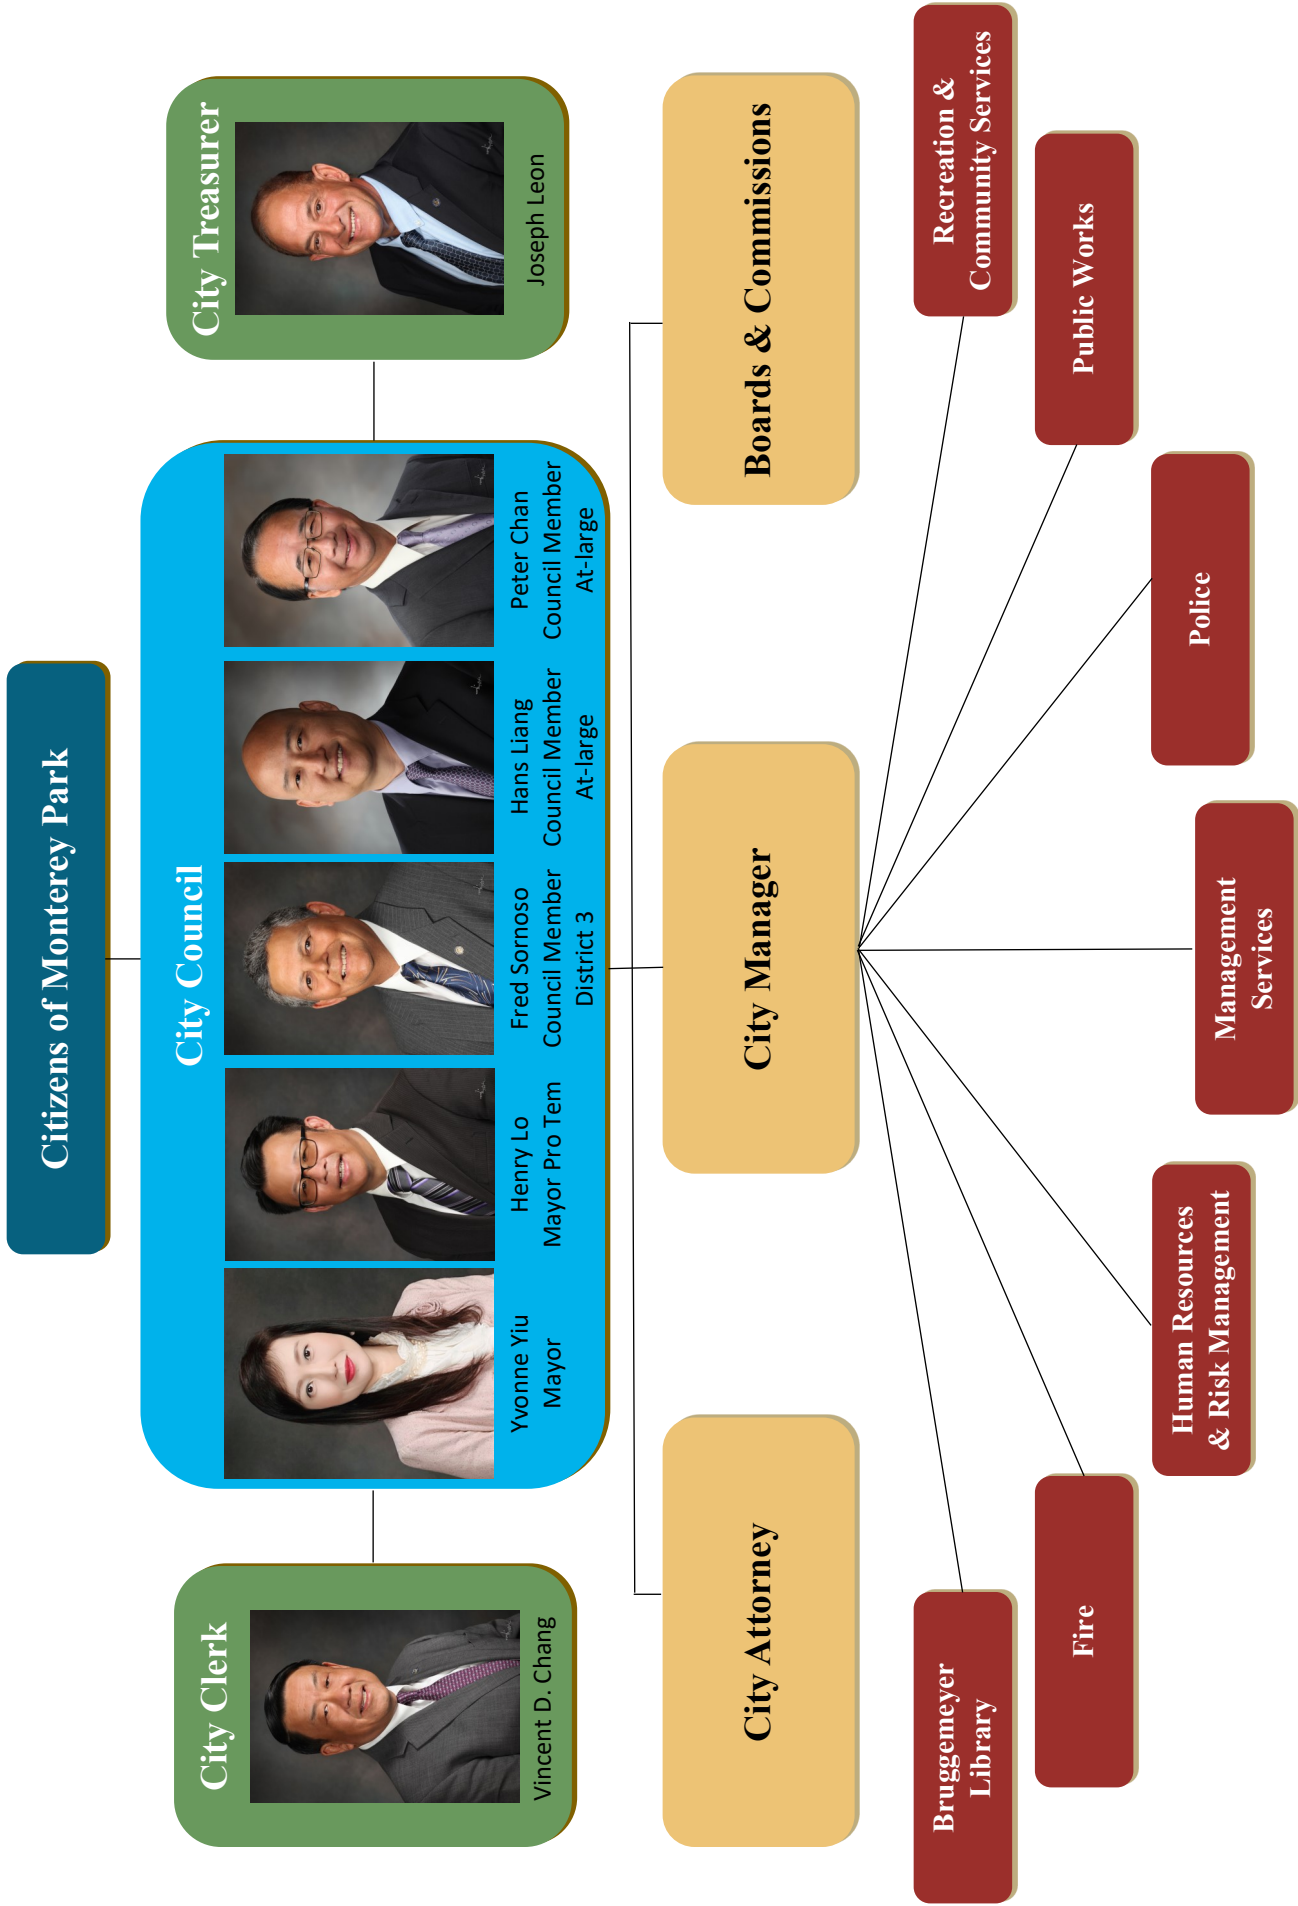 Citizens of Monterey Park
City Clerk
Vincent D. Chang
City Council
Yvonne Yiu
Mayor
Henry Lo
Mayor Pro Tem
Fred Sornoso
Council Member
District 3
Hans Liang
Council Member
At-large
Peter Chan
Council Member
At-large
City Treasurer
Joseph Leon
City Attorney
City Manager
Boards & Commissions
Bruggemeyer
Library
Fire
Human Resources
& Risk Management
Management
Services
Police
Public Works
Recreation &
Community Services